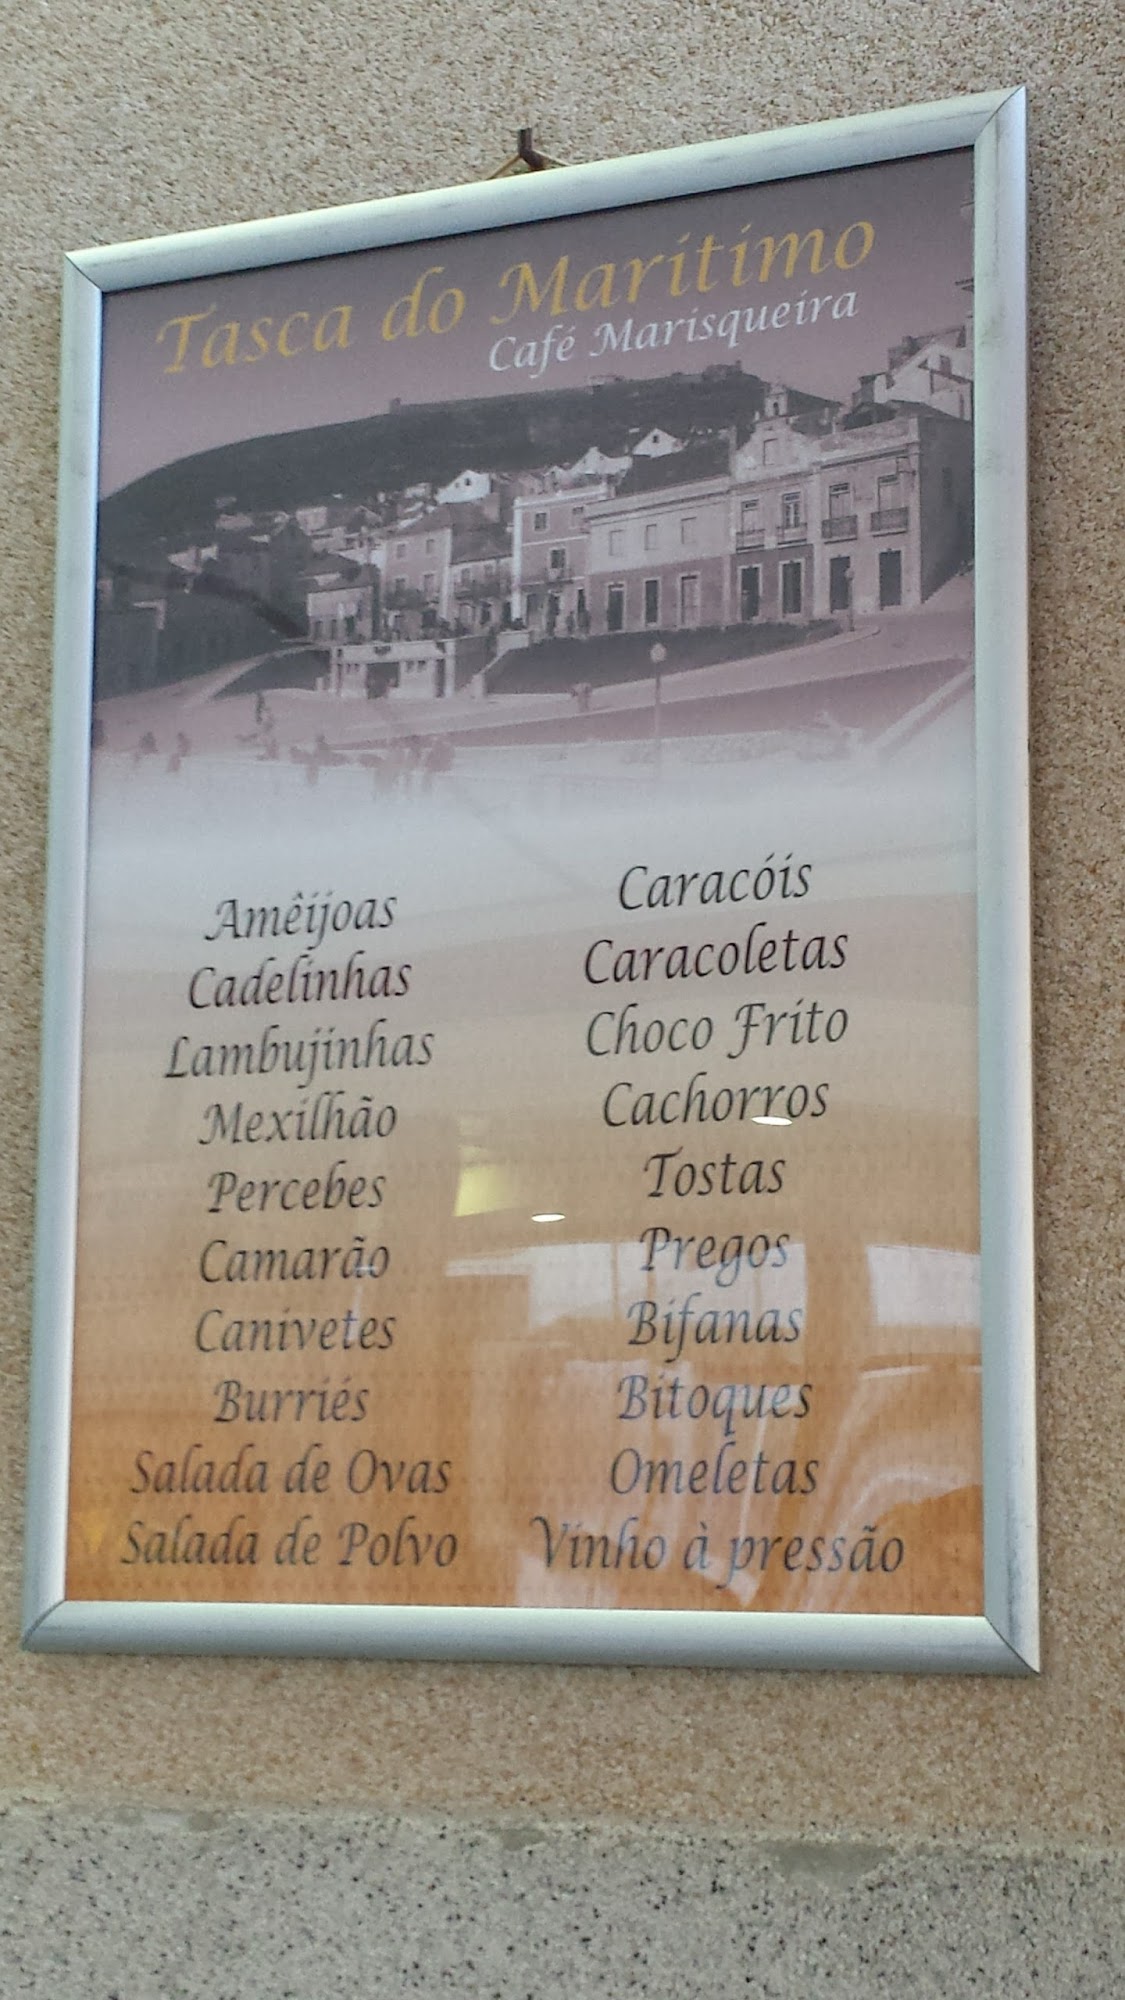 Tasca do Marítimo
Café Marisqueira
Amêijoas
Cadelinhas
Lambujinhas
Mexilhão
Percebes
Camarão
Canivetes
Burriés
Salada de Ovas
Salada de Polvo
Caracóis
Caracoletas
Choco Frito
Cachorros
Tostas
Pregos
Bifanas
Bitoques
Omeletas
Vinho à pressão